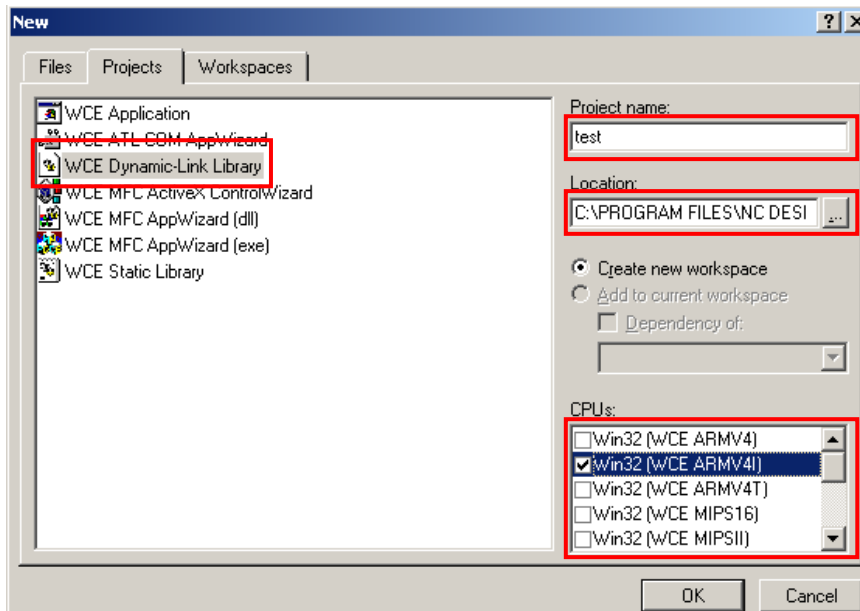 New
Files Projects Workspaces
WCE Application
WCE ATL COM AppWizard
WCE Dynamic-Link Library
WCE MFC ActiveX ControlWizard
WCE MFC AppWizard (dll)
WCE MFC AppWizard (exe)
WCE Static Library
Project name:
test
Location:
C:\PROGRAM FILES\NC DESI ...
Create new workspace
Add to current workspace
Dependency of:
CPUs:
Win32 (WCE ARMV4)
Win32 (WCE ARMV4I)
Win32 (WCE ARMV4T)
Win32 (WCE MIPS16)
Win32 (WCE MIPSII)
OK Cancel